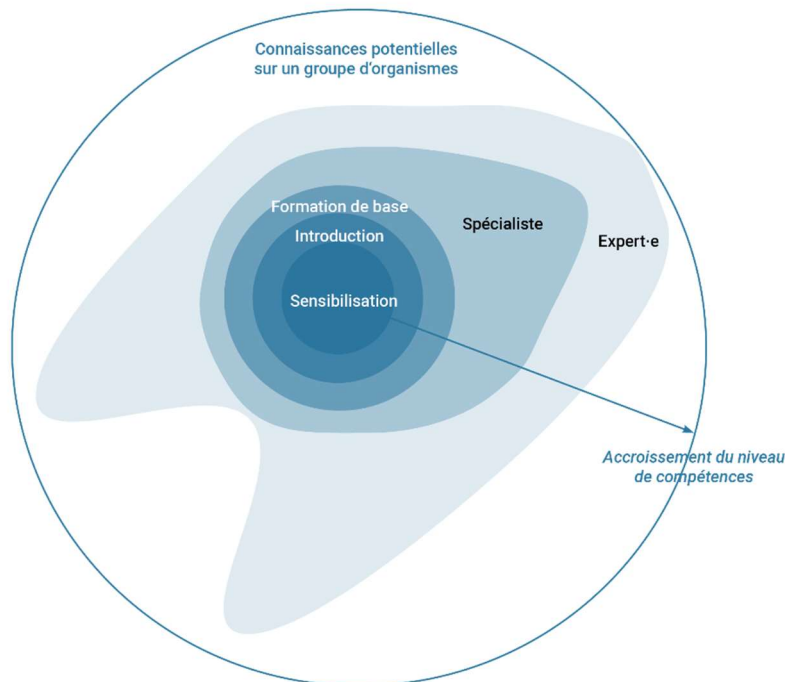 Connaissances potentielles
sur un groupe d'organismes
Formation de base
Introduction
Spécialiste
Expert·e
Sensibilisation
Accroissement du niveau
de compétences